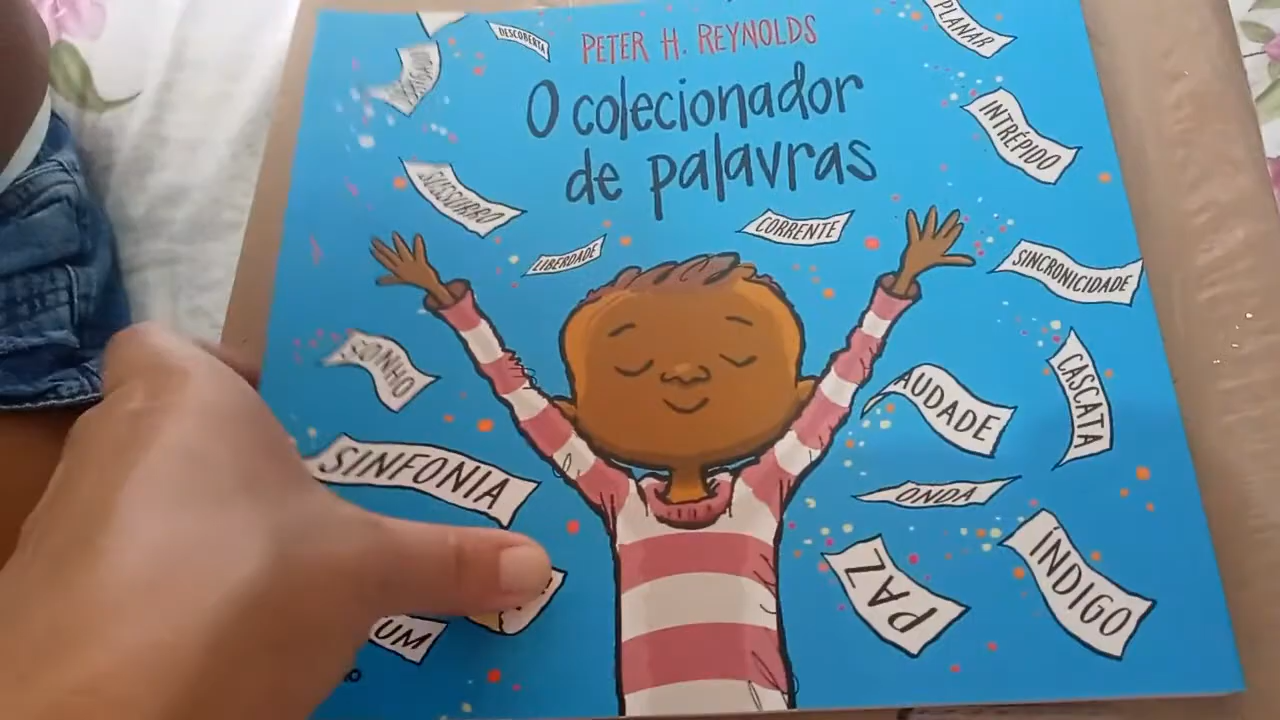 DESCOBERTA
PETER H. REYNOLDS
PLANAR
O colecionador
de palavras
INTRÉPIDO
SUSSURRO
CORRENTE
LIBERDADE
SINCRONICIDADE
SONHO
CASCATA
AUDADE
SINFONIA
ONDA
PAZ
ÍNDIGO
UM